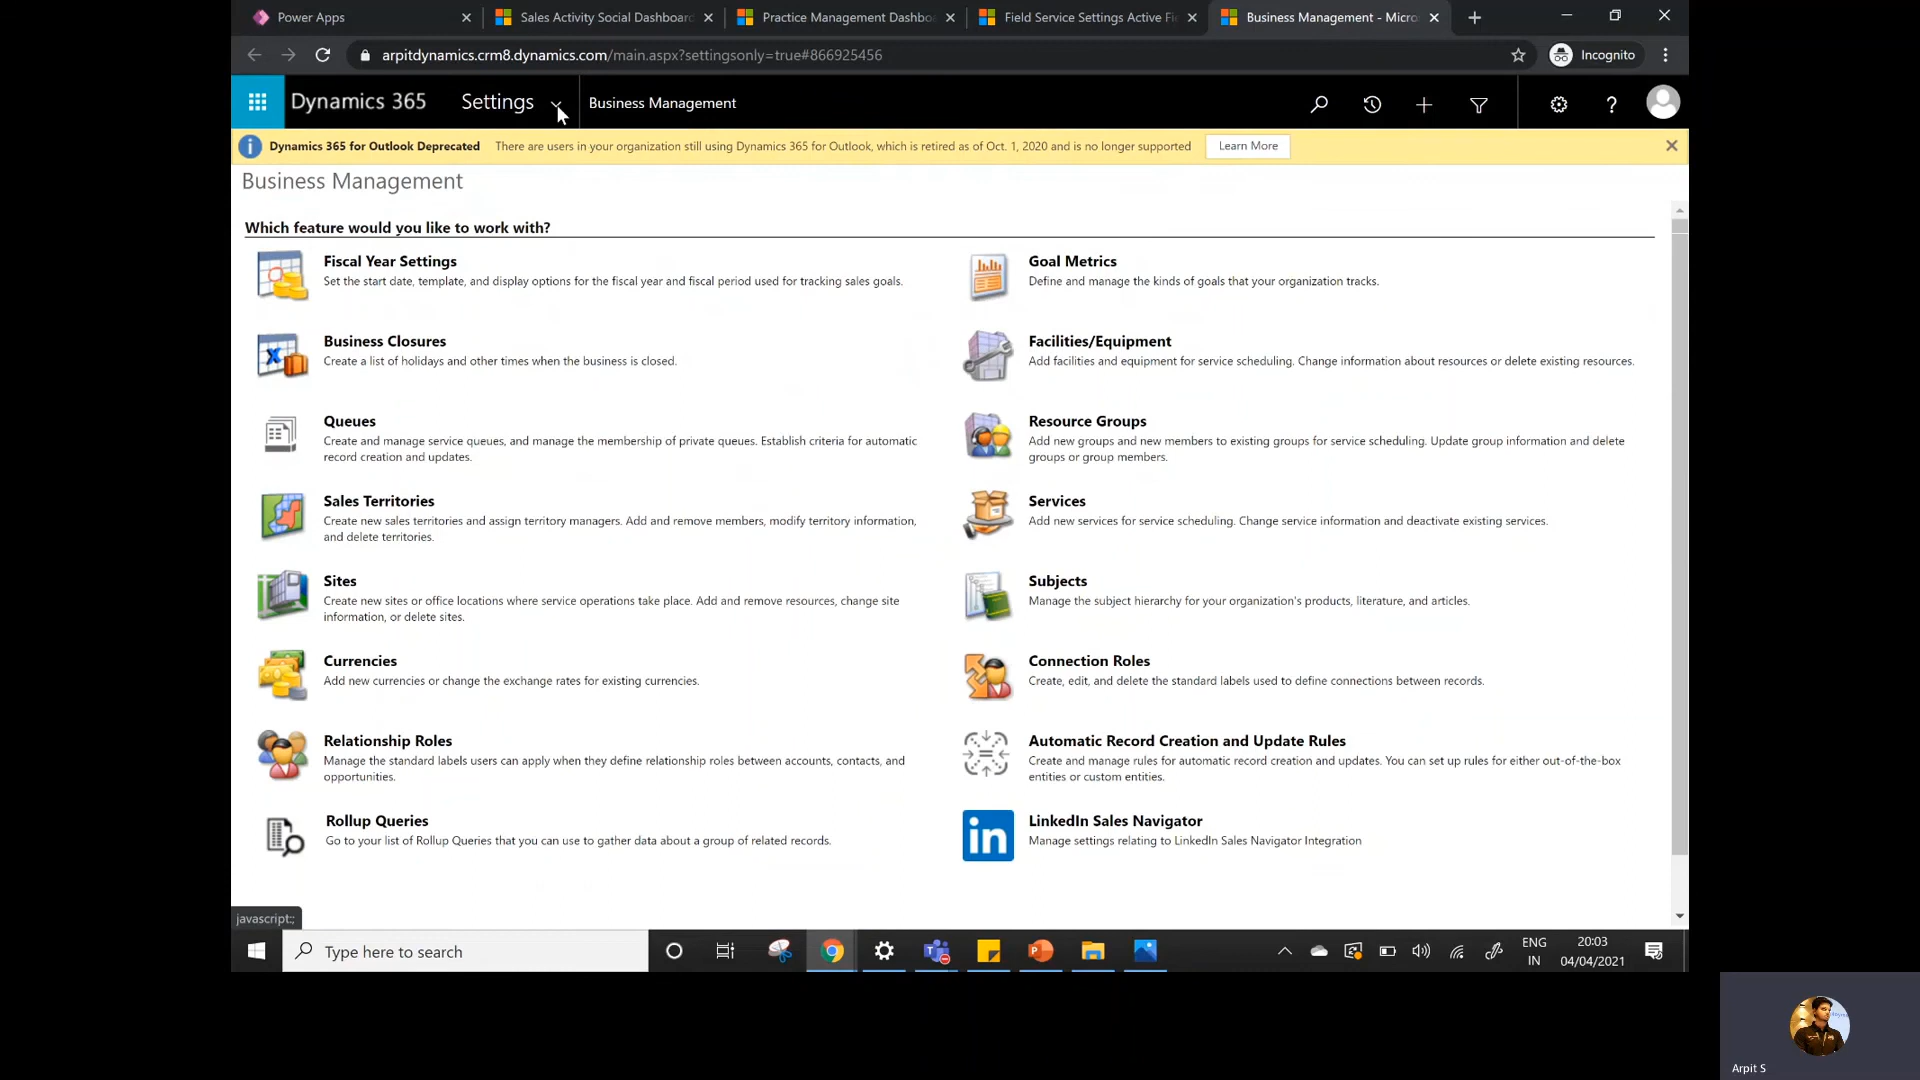 Power Apps
Sales Activity Social Dashboard
Practice Management Dashbo
Field Service Settings Active Fi
Business Management - Micro
arpitdynamics.crm8.dynamics.com/main.aspx?settingsonly=true#866925456
Incognito
Dynamics 365
Settings
Business Management
Dynamics 365 for Outlook Deprecated There are users in your organization still using Dynamics 365 for Outlook, which is retired as of Oct. 1, 2020 and is no longer supported Learn More
Business Management
Which feature would you like to work with?
Fiscal Year Settings
Set the start date, template, and display options for the fiscal year and fiscal period used for tracking sales goals.
Goal Metrics
Define and manage the kinds of goals that your organization tracks.
Business Closures
Create a list of holidays and other times when the business is closed.
Facilities/Equipment
Add facilities and equipment for service scheduling. Change information about resources or delete existing resources.
Queues
Create and manage service queues, and manage the membership of private queues. Establish criteria for automatic
record creation and updates.
Resource Groups
Add new groups and new members to existing groups for service scheduling. Update group information and delete
groups or group members.
Sales Territories
Create new sales territories and assign territory managers. Add and remove members, modify territory information,
and delete territories.
Services
Add new services for service scheduling. Change service information and deactivate existing services.
Sites
Create new sites or office locations where service operations take place. Add and remove resources, change site
information, or delete sites.
Subjects
Manage the subject hierarchy for your organization's products, literature, and articles.
Currencies
Add new currencies or change the exchange rates for existing currencies.
Connection Roles
Create, edit, and delete the standard labels used to define connections between records.
Relationship Roles
Manage the standard labels users can apply when they define relationship roles between accounts, contacts, and
opportunities.
Automatic Record Creation and Update Rules
Create and manage rules for automatic record creation and updates. You can set up rules for either out-of-the-box
entities or custom entities.
Rollup Queries
Go to your list of Rollup Queries that you can use to gather data about a group of related records.
in
LinkedIn Sales Navigator
Manage settings relating to LinkedIn Sales Navigator Integration
javascript:;
Type here to search
ENG
IN
20:03
04/04/2021
Arpit S